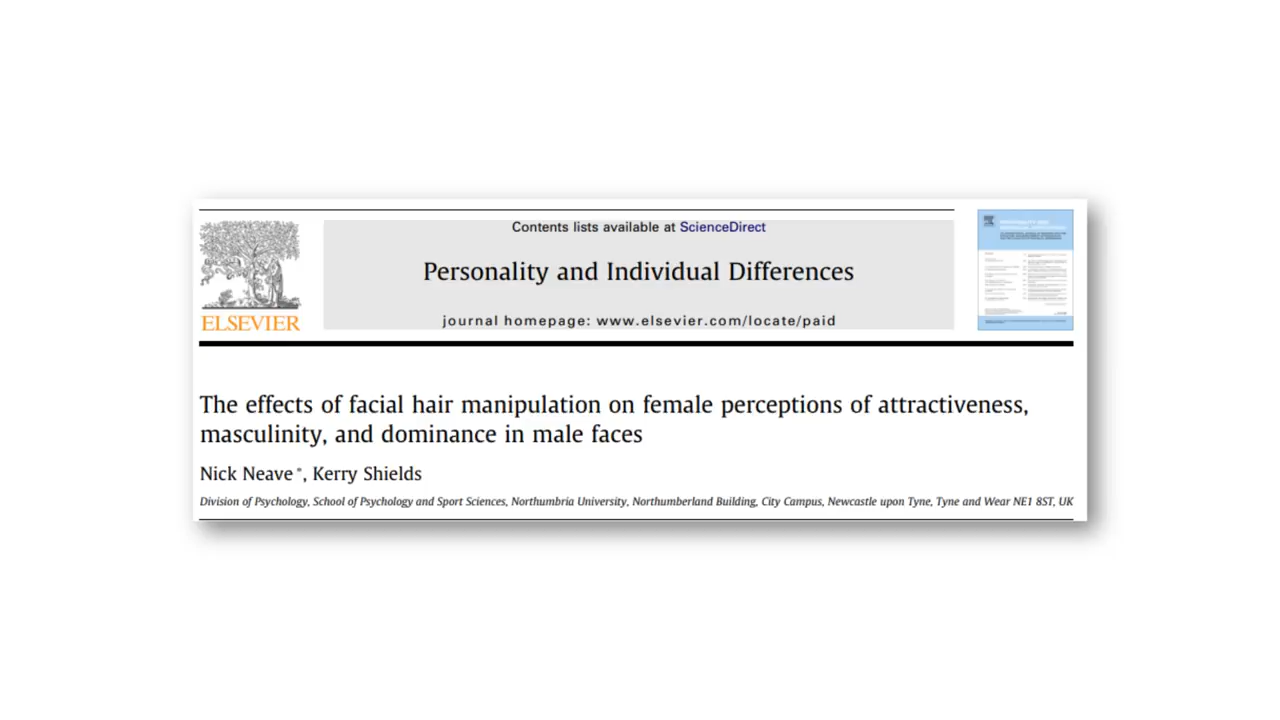 Contents lists available at ScienceDirect
Personality and Individual Differences
journal homepage: www.elsevier.com/locate/paid
ELSEVIER
The effects of facial hair manipulation on female perceptions of attractiveness,
masculinity, and dominance in male faces
Nick Neave *, Kerry Shields
Division of Psychology, School of Psychology and Sport Sciences, Northumbria University, Northumberland Building, City Campus, Newcastle upon Tyne, Tyne and Wear NE1 8ST, UK